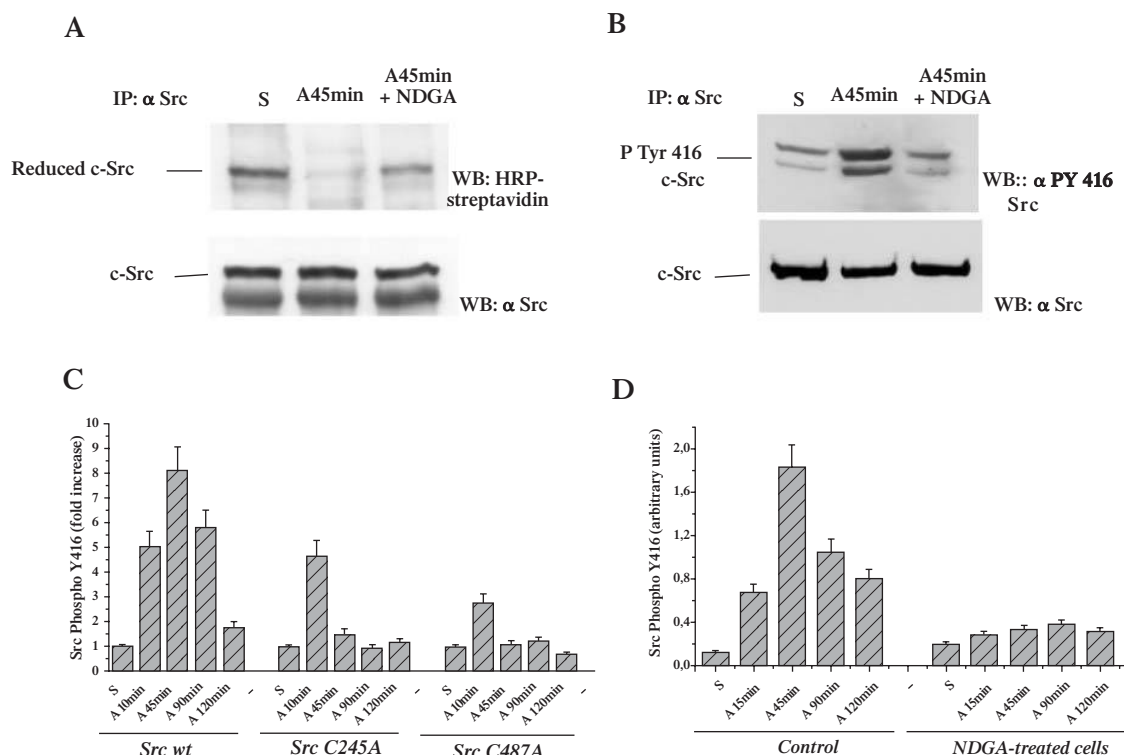 A
IP: α Src
S
A45min
A45min
+ NDGA
Reduced c-Src
WB: HRP-
streptavidin
c-Src
WB: α Src
B
IP: α Src
S
A45min
A45min
+ NDGA
P Tyr 416
c-Src
WB:: α PY 416
Src
c-Src
WB: α Src
C
Src Phospho Y416 (fold increase)
10
9
8
7
6
5
4
3
2
1
0
S
A 10min
A 45min
A 90min
A 120min
-
S
A 10min
A 45min
A 90min
A 120min
-
S
A 10min
A 45min
A 90min
A 120min
-
Src wt
Src C245A
Src C487A
D
Src Phospho Y416 (arbitrary units)
2,0
1,6
1,2
0,8
0,4
0,0
S
A 15min
A 45min
A 90min
A 120min
-
S
A 15min
A 45min
A 90min
A 120min
Control
NDGA-treated cells